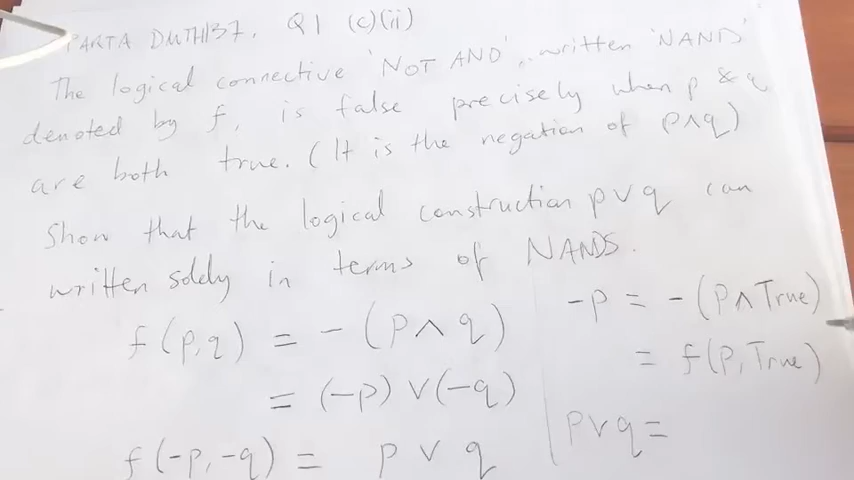 PARTA DMTH137. Q1 (c)(ii)
The logical connective 'NOT AND', written 'NAND'
denoted by f, is false precisely when p & q
are both true. (It is the negation of p∧q)
Show that the logical construction p∨q can
written solely in terms of NANDS.
f(p,q) = -(p∧q)
= (-p) ∨ (-q)
f(-p,-q) = p ∨ q
-p = -(p∧True)
= f(p,True)
p∨q =